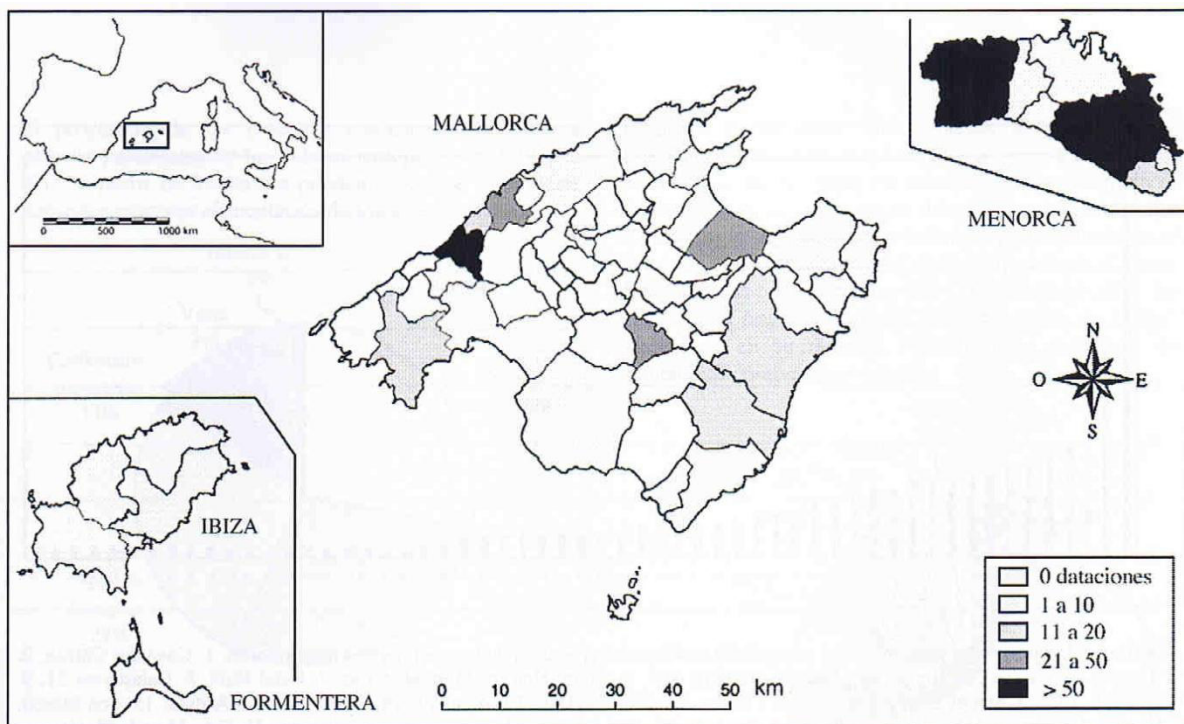 MALLORCA
MENORCA
0 500 1000 km
N
O E
S
IBIZA
FORMENTERA
0 10 20 30 40 50 km
0 dataciones
1 a 10
11 a 20
21 a 50
> 50